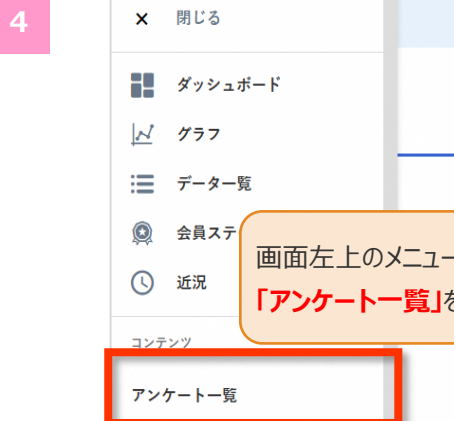 4
閉じる
ダッシュボード
グラフ
データ一覧
会員ステ
近況
画面左上のメニュー
「アンケート一覧」を
コンテンツ
アンケート一覧